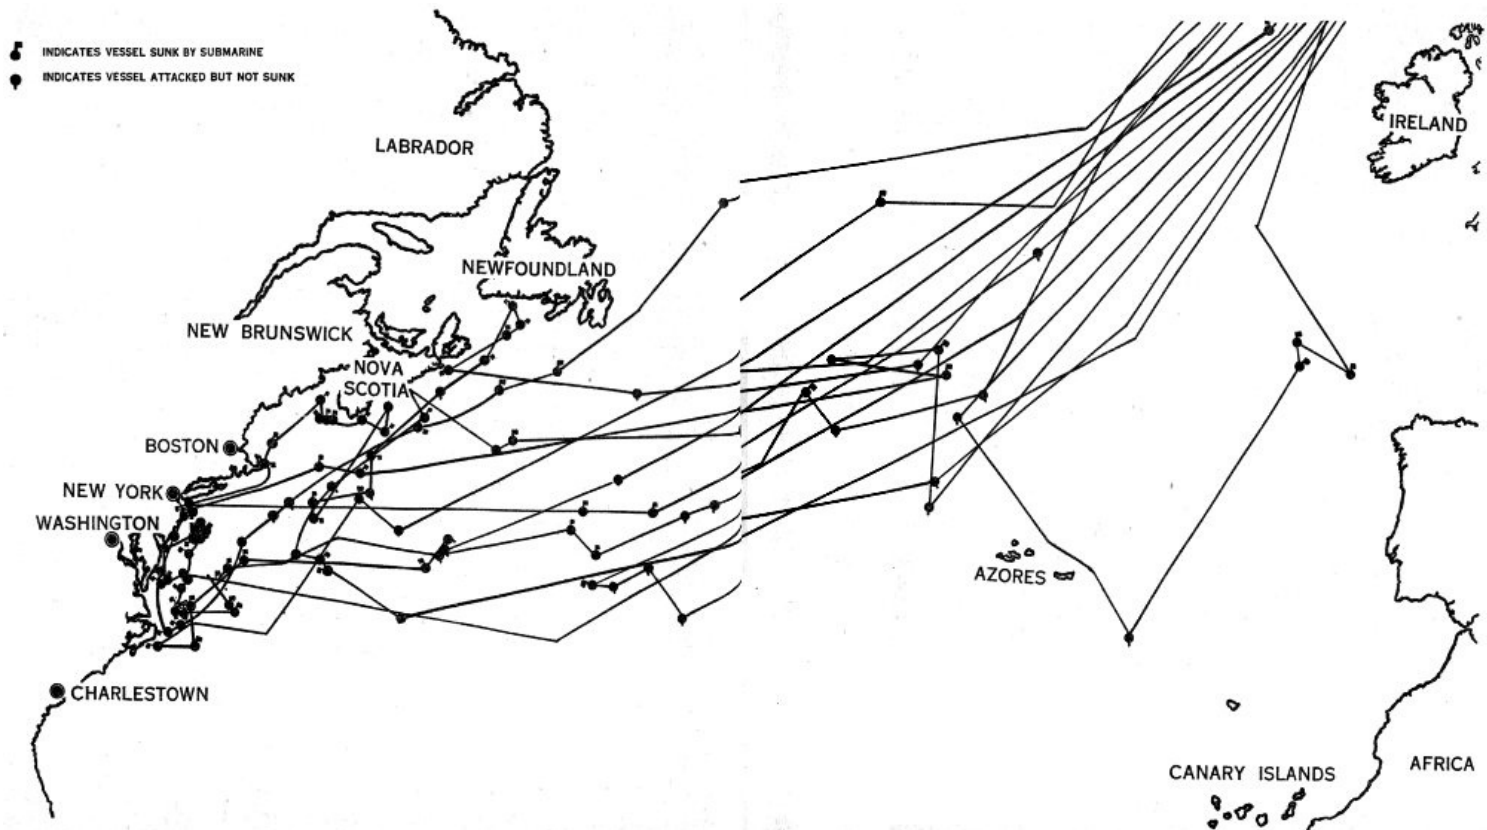 INDICATES VESSEL SUNK BY SUBMARINE
INDICATES VESSEL ATTACKED BUT NOT SUNK
LABRADOR
IRELAND
NEWFOUNDLAND
NEW BRUNSWICK
NOVA
SCOTIA
BOSTON
NEW YORK
WASHINGTON
AZORES
CHARLESTOWN
CANARY ISLANDS
AFRICA